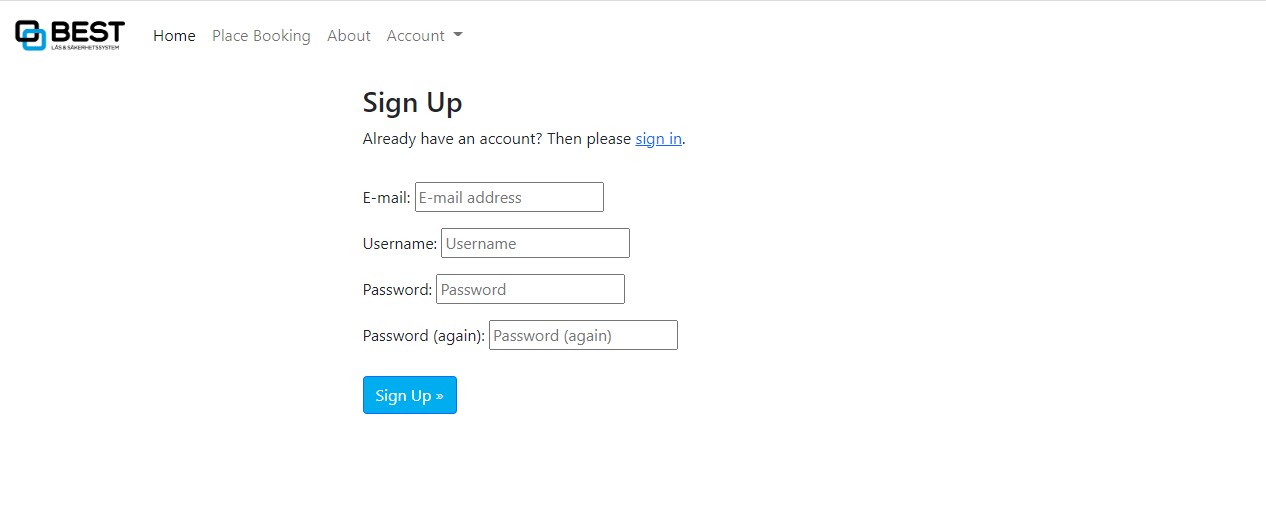 BEST
LÅS & SÄKERHETSSYSTEM
Home Place Booking About Account
Sign Up
Already have an account? Then please sign in.
E-mail: E-mail address
Username: Username
Password: Password
Password (again): Password (again)
Sign Up »